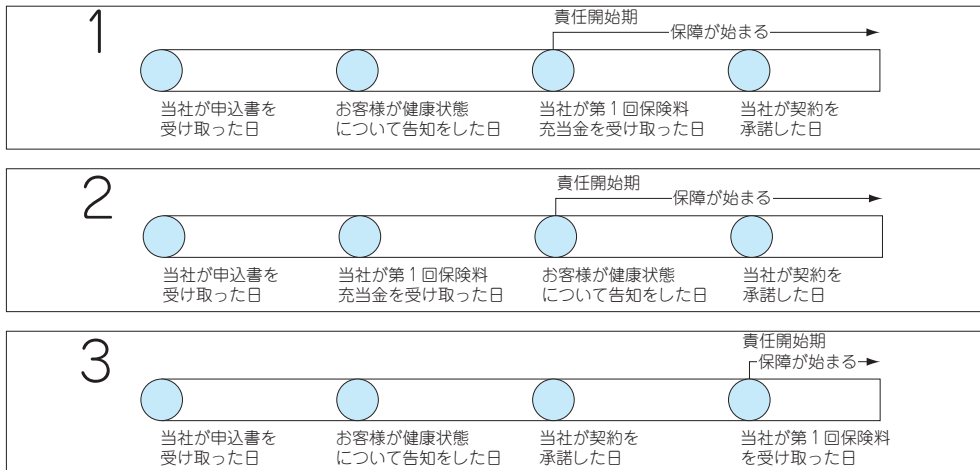 1
責任開始期
保障が始まる
当社が申込書を
受け取った日
お客様が健康状態
について告知をした日
当社が第1回保険料
充当金を受け取った日
当社が契約を
承諾した日
2
責任開始期
保障が始まる
当社が申込書を
受け取った日
当社が第1回保険料
充当金を受け取った日
お客様が健康状態
について告知をした日
当社が契約を
承諾した日
3
責任開始期
保障が始まる
当社が申込書を
受け取った日
お客様が健康状態
について告知をした日
当社が契約を
承諾した日
当社が第1回保険料
を受け取った日